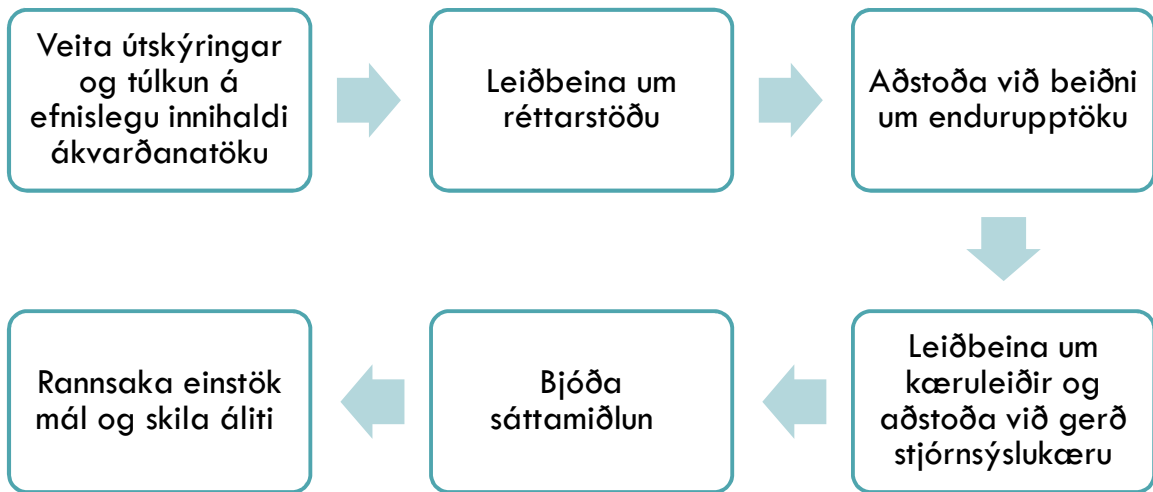 Veita útskýringar
og túlkun á
efnislegu innihaldi
ákvarðanatöku
Leiðbeina um
réttarstöðu
Aðstoða við beiðni
um endurupptöku
Leiðbeina um
kæruleiðir og
aðstoða við gerð
stjórnsýslukæru
Bjóða
sáttamiðlun
Rannsaka einstök
mál og skila áliti